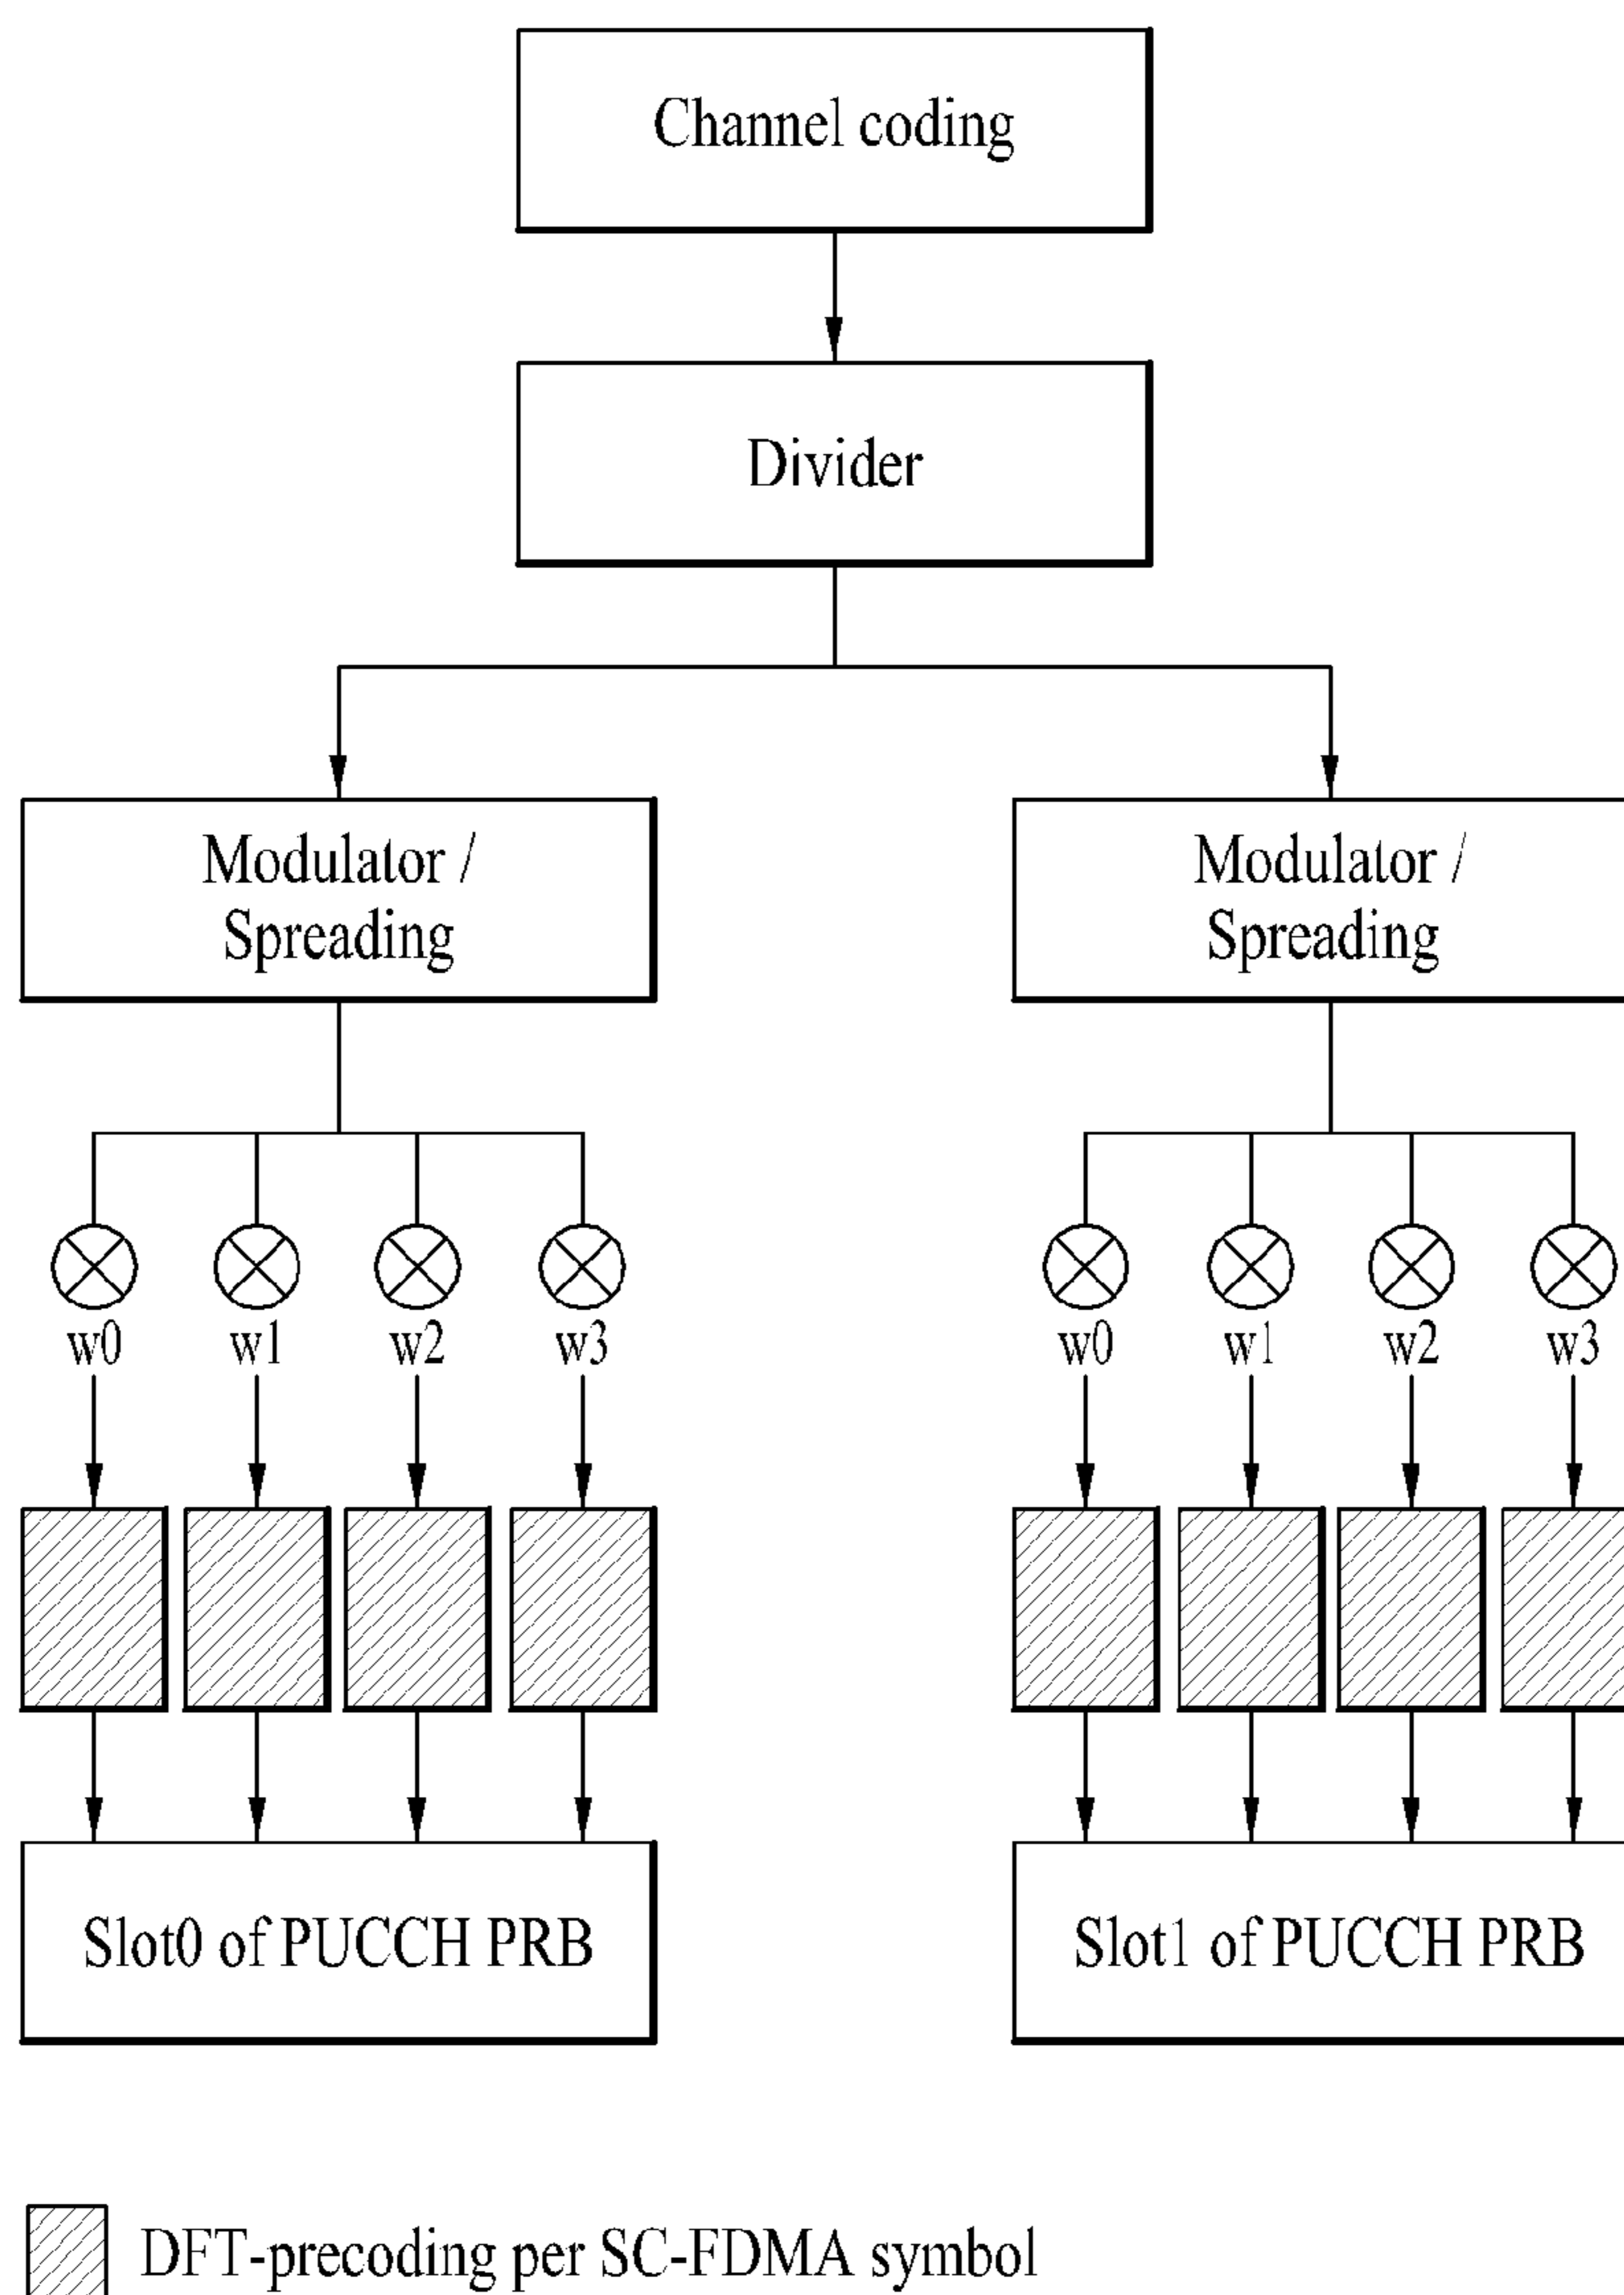 Channel coding
Divider
Modulator /
Spreading
Modulator /
Spreading
w0 w1 w2 w3
w0 w1 w2 w3
Slot0 of PUCCH PRB
Slot1 of PUCCH PRB
DFT-precoding per SC-FDMA symbol